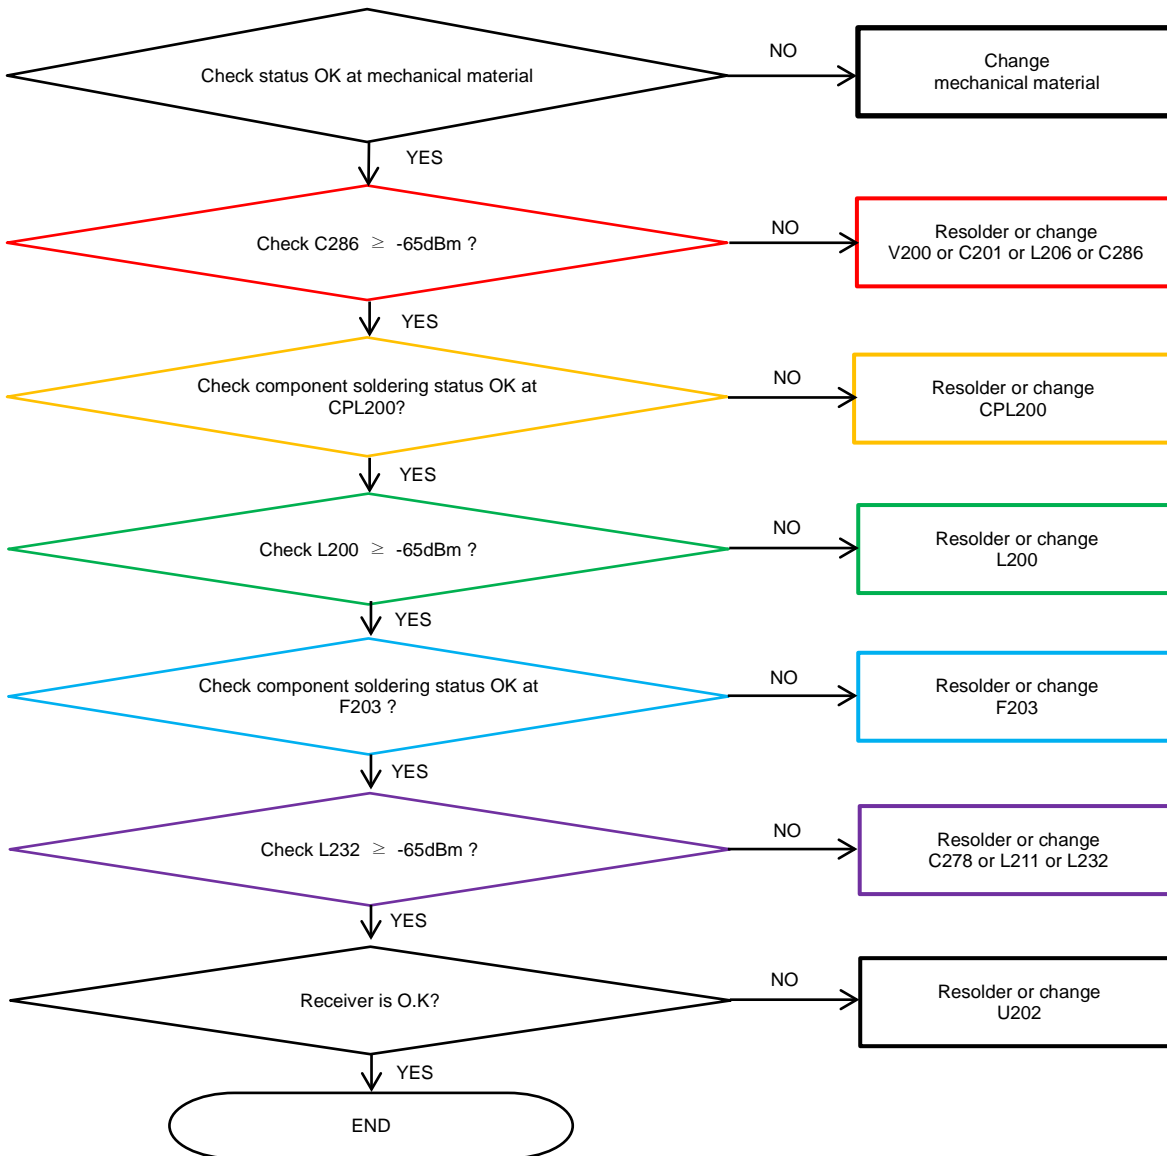 Check status OK at mechanical material
NO
Change
mechanical material
YES
Check C286 ≥ -65dBm ?
NO
Resolder or change
V200 or C201 or L206 or C286
YES
Check component soldering status OK at
CPL200?
NO
Resolder or change
CPL200
YES
Check L200 ≥ -65dBm ?
NO
Resolder or change
L200
YES
Check component soldering status OK at
F203 ?
NO
Resolder or change
F203
YES
Check L232 ≥ -65dBm ?
NO
Resolder or change
C278 or L211 or L232
YES
Receiver is O.K?
NO
Resolder or change
U202
YES
END